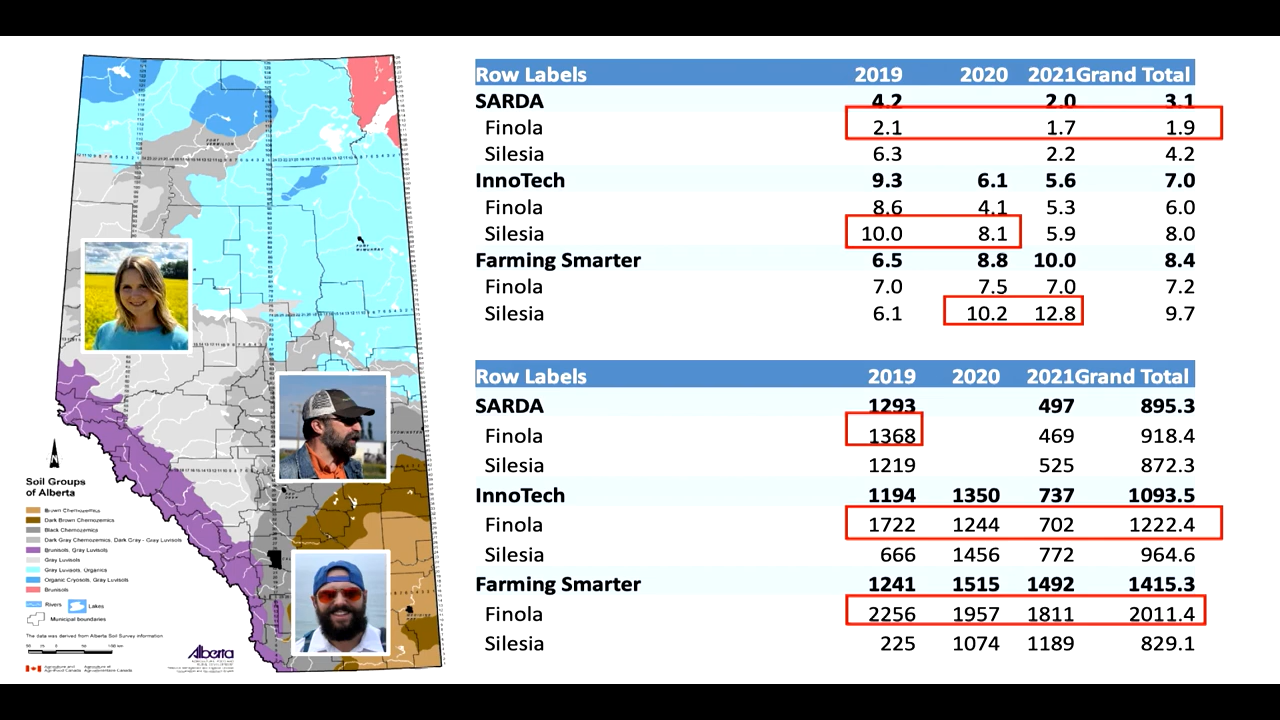 Row Labels 2019 2020 2021 Grand Total
SARDA 4.2 2.0 3.1
Finola 2.1 1.7 1.9
Silesia 6.3 2.2 4.2
InnoTech 9.3 6.1 5.6 7.0
Finola 8.6 4.1 5.3 6.0
Silesia 10.0 8.1 5.9 8.0
Farming Smarter 6.5 8.8 10.0 8.4
Finola 7.0 7.5 7.0 7.2
Silesia 6.1 10.2 12.8 9.7
Row Labels 2019 2020 2021 Grand Total
SARDA 1293 497 895.3
Finola 1368 469 918.4
Silesia 1219 525 872.3
InnoTech 1194 1350 737 1093.5
Finola 1722 1244 702 1222.4
Silesia 666 1456 772 964.6
Farming Smarter 1241 1515 1492 1415.3
Finola 2256 1957 1811 2011.4
Silesia 225 1074 1189 829.1
N
Soil Groups
of Alberta
Brown Chernozemics
Dark Brown Chernozemics
Black Chernozemics
Dark Gray Chernozemics, Dark Gray - Gray Luvisols
Brunisols, Gray Luvisols
Gray Luvisols
Gray Luvisols, Organics
Organic Cryosols, Gray Luvisols
Brunisols
Rivers Lakes
Municipal boundaries
The data was derived from Alberta Soil Survey information
Alberta
Agriculture and Agri-Food Canada